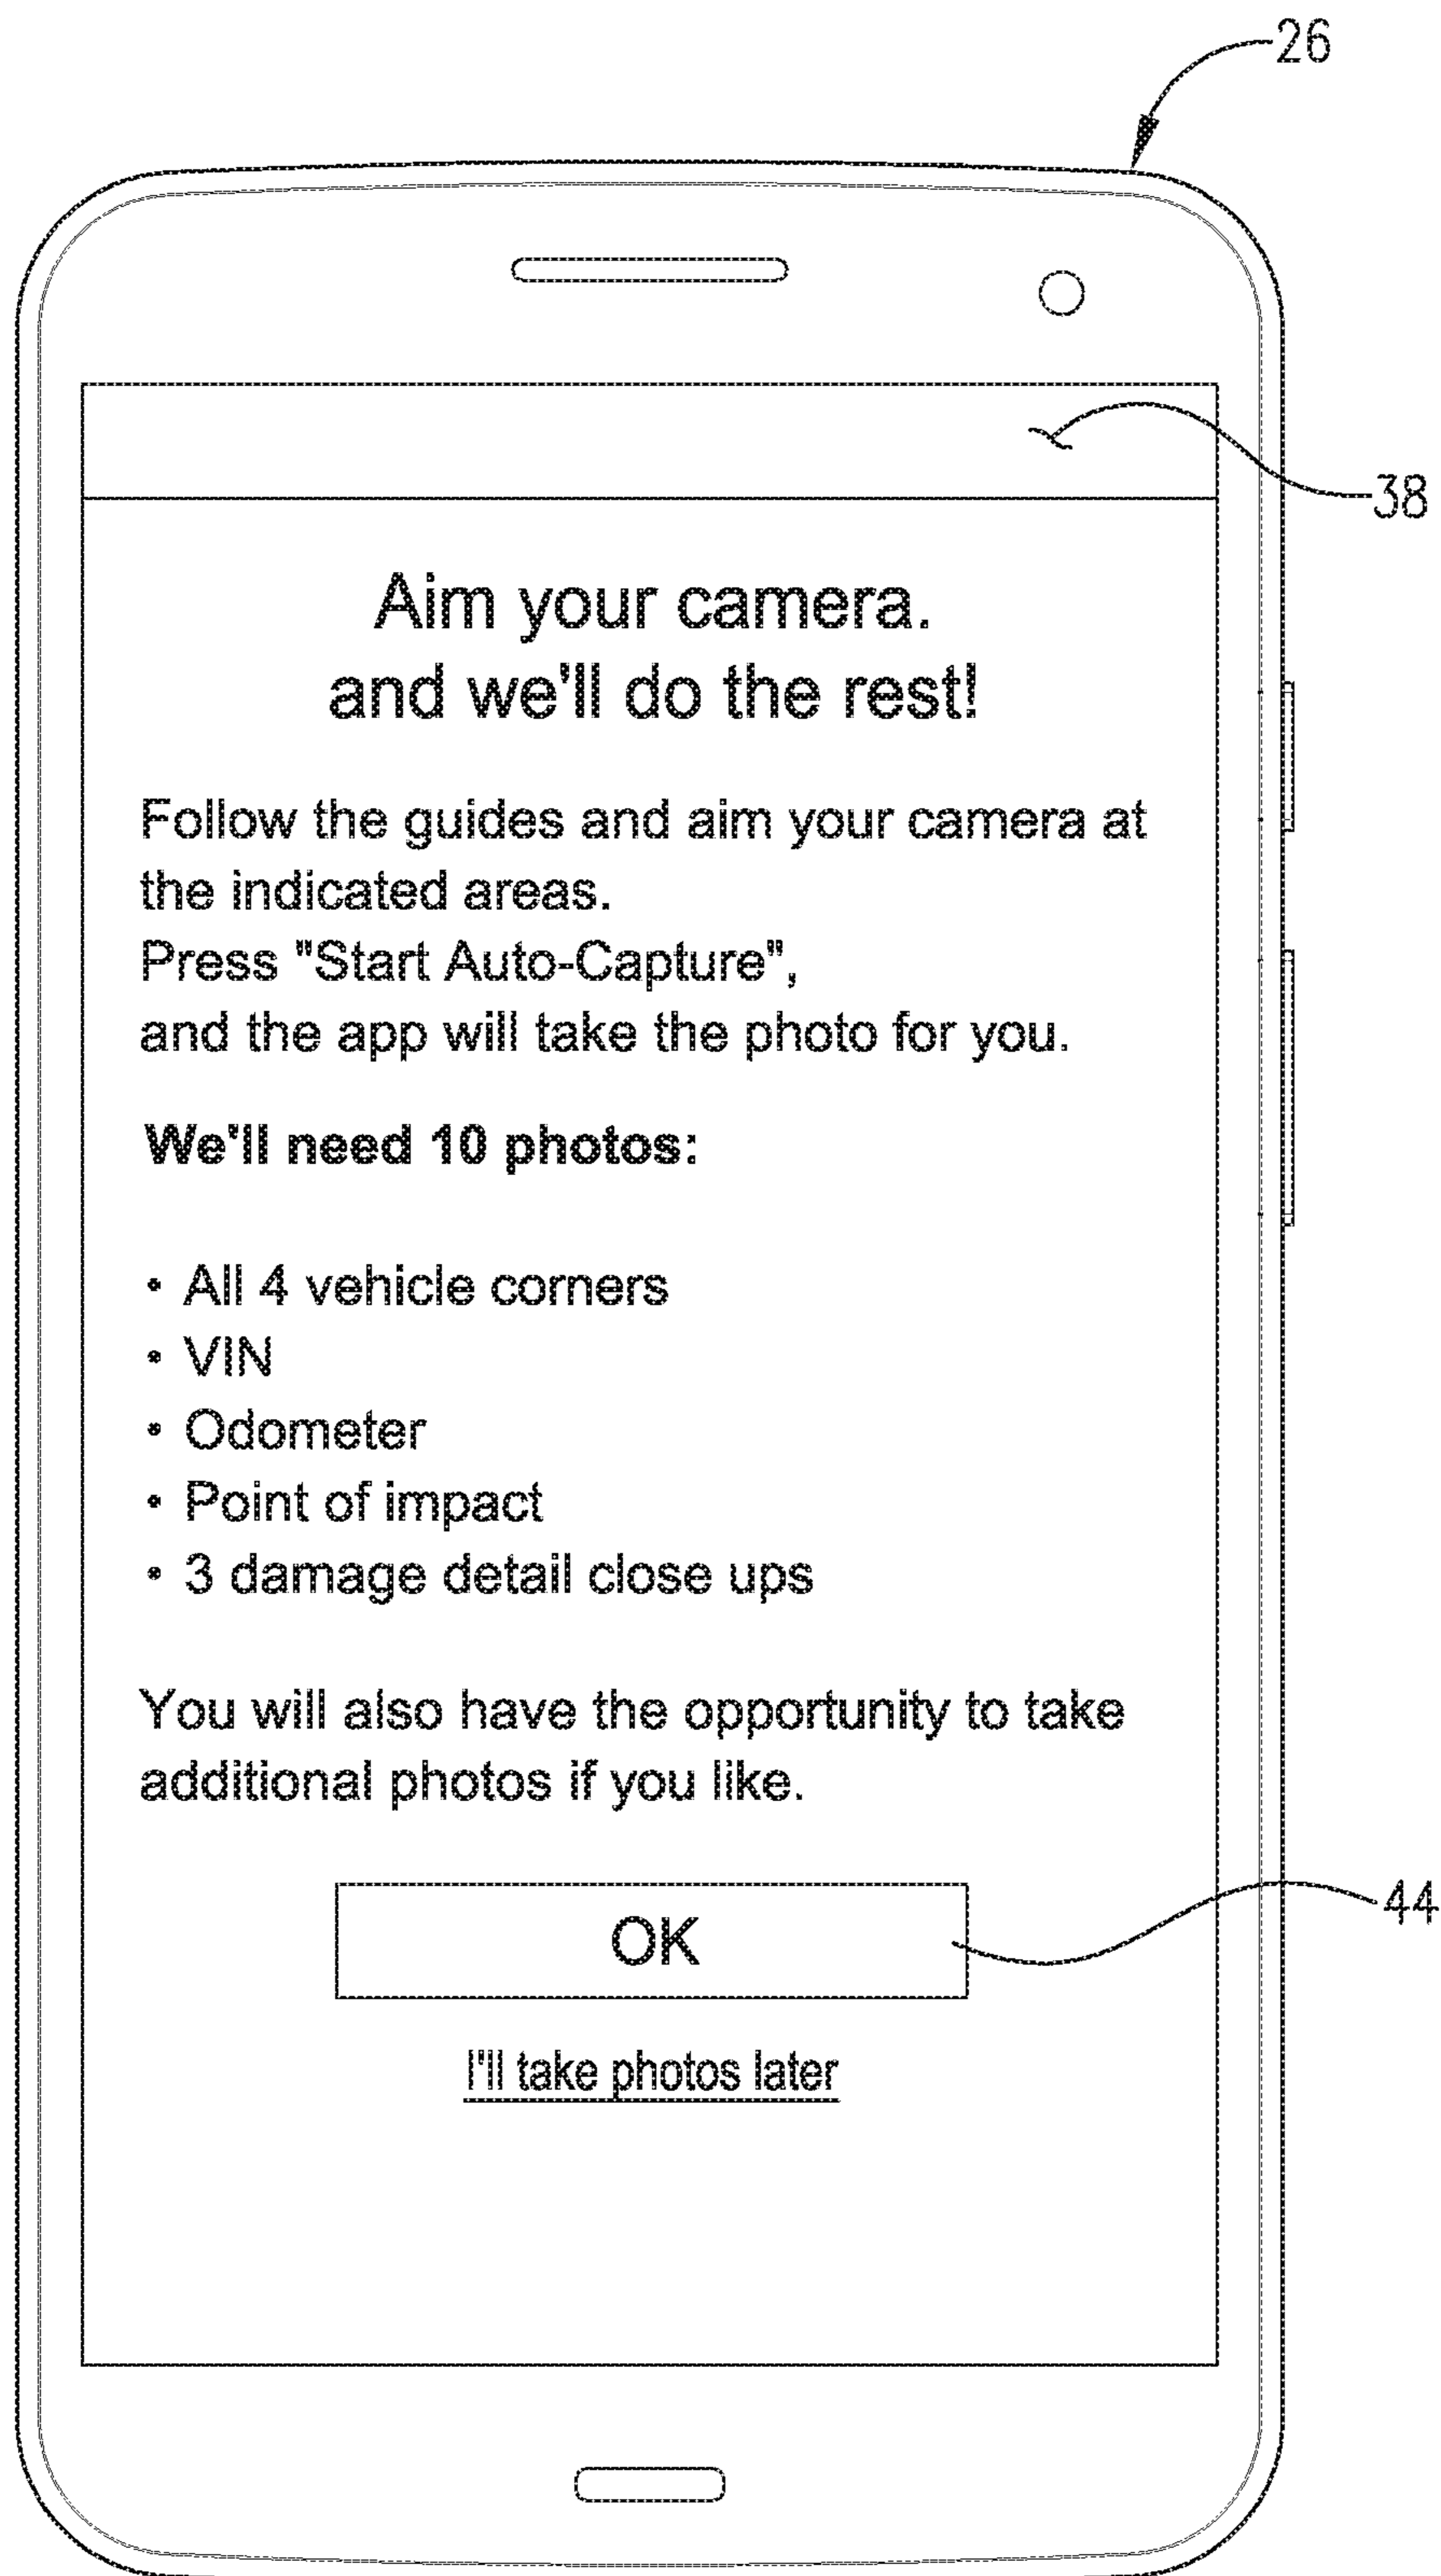 26
38
Aim your camera.
and we'll do the rest!
Follow the guides and aim your camera at
the indicated areas.
Press "Start Auto-Capture",
and the app will take the photo for you.
We'll need 10 photos:
• All 4 vehicle corners
• VIN
• Odometer
• Point of impact
• 3 damage detail close ups
You will also have the opportunity to take
additional photos if you like.
OK
44
I'll take photos later